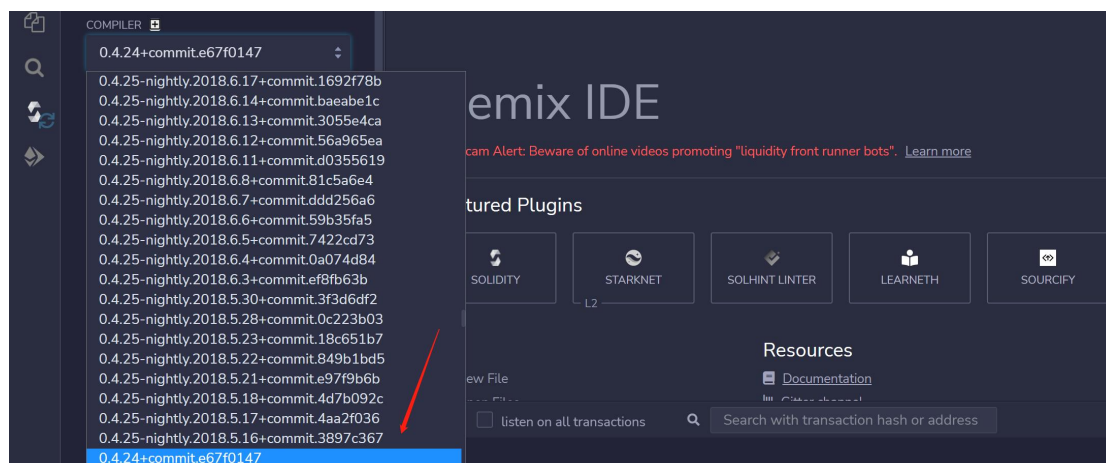 COMPILER
0.4.24+commit.e67f0147
0.4.25-nightly.2018.6.17+commit.1692f78b
0.4.25-nightly.2018.6.14+commit.baeabe1c
0.4.25-nightly.2018.6.13+commit.3055e4ca
0.4.25-nightly.2018.6.12+commit.56a965ea
0.4.25-nightly.2018.6.11+commit.d0355619
0.4.25-nightly.2018.6.8+commit.81c5a6e4
0.4.25-nightly.2018.6.7+commit.ddd256a6
0.4.25-nightly.2018.6.6+commit.59b35fa5
0.4.25-nightly.2018.6.5+commit.7422cd73
0.4.25-nightly.2018.6.4+commit.0a074d84
0.4.25-nightly.2018.6.3+commit.ef8fb63b
0.4.25-nightly.2018.5.30+commit.3f3d6df2
0.4.25-nightly.2018.5.28+commit.0c223b03
0.4.25-nightly.2018.5.23+commit.18c651b7
0.4.25-nightly.2018.5.22+commit.849b1bd5
0.4.25-nightly.2018.5.21+commit.e97f9b6b
0.4.25-nightly.2018.5.18+commit.4d7b092c
0.4.25-nightly.2018.5.17+commit.4aa2f036
0.4.25-nightly.2018.5.16+commit.3897c367
0.4.24+commit.e67f0147
emix IDE
cam Alert: Beware of online videos promoting "liquidity front runner bots". Learn more
tured Plugins
SOLIDITY
STARKNET
L2
SOLHINT LINTER
LEARNETH
SOURCIFY
ew File
Resources
Documentation
listen on all transactions
Search with transaction hash or address